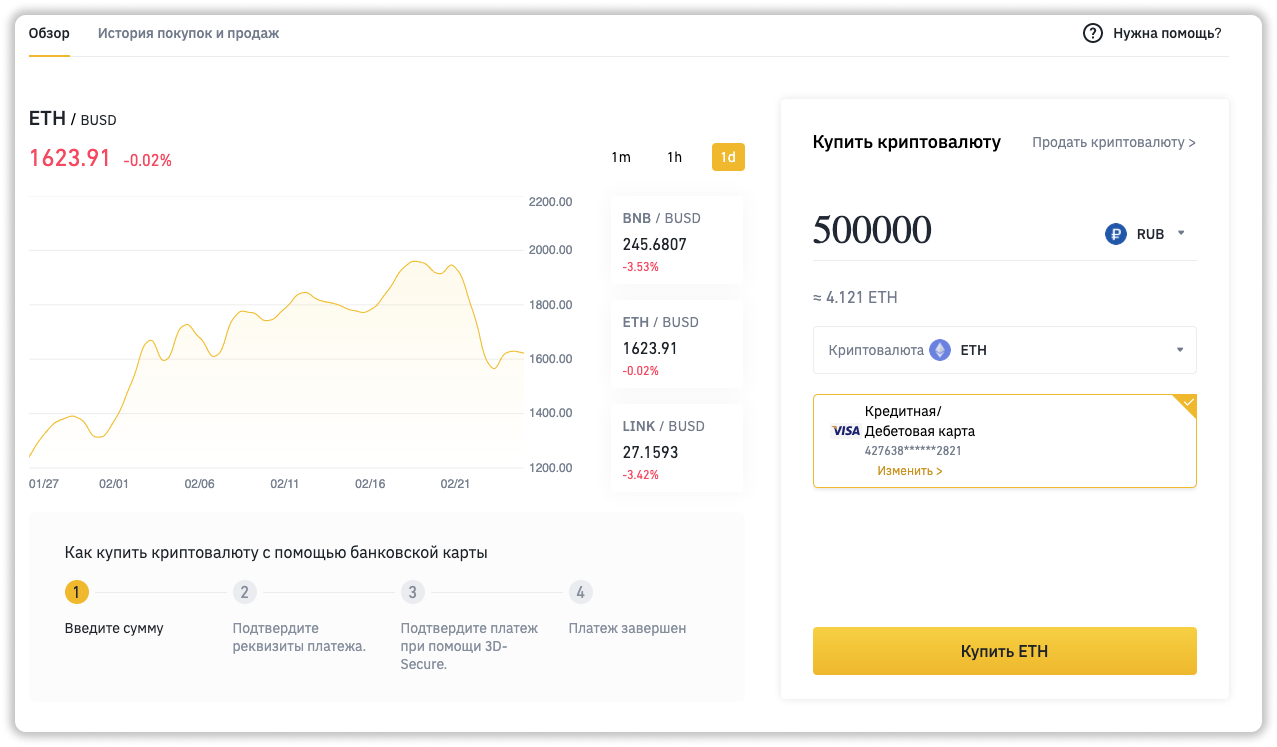 Обзор
История покупок и продаж
? Нужна помощь?
ETH / BUSD
1623.91 -0.02%
1m 1h 1d
2200.00
2000.00
1800.00
1600.00
1400.00
1200.00
01/27 02/01 02/06 02/11 02/16 02/21
BNB / BUSD
245.6807
-3.53%
ETH / BUSD
1623.91
-0.02%
LINK / BUSD
27.1593
-3.42%
Как купить криптовалюту с помощью банковской карты
1
Введите сумму
2
Подтвердите
реквизиты платежа.
3
Подтвердите платеж
при помощи 3D-
Secure.
4
Платеж завершен
Купить криптовалюту
Продать криптовалюту >
500000
₽ RUB
≈ 4.121 ETH
Криптовалюта ETH
Кредитная/
VISA Дебетовая карта
427638******2821
Изменить >
Купить ETH